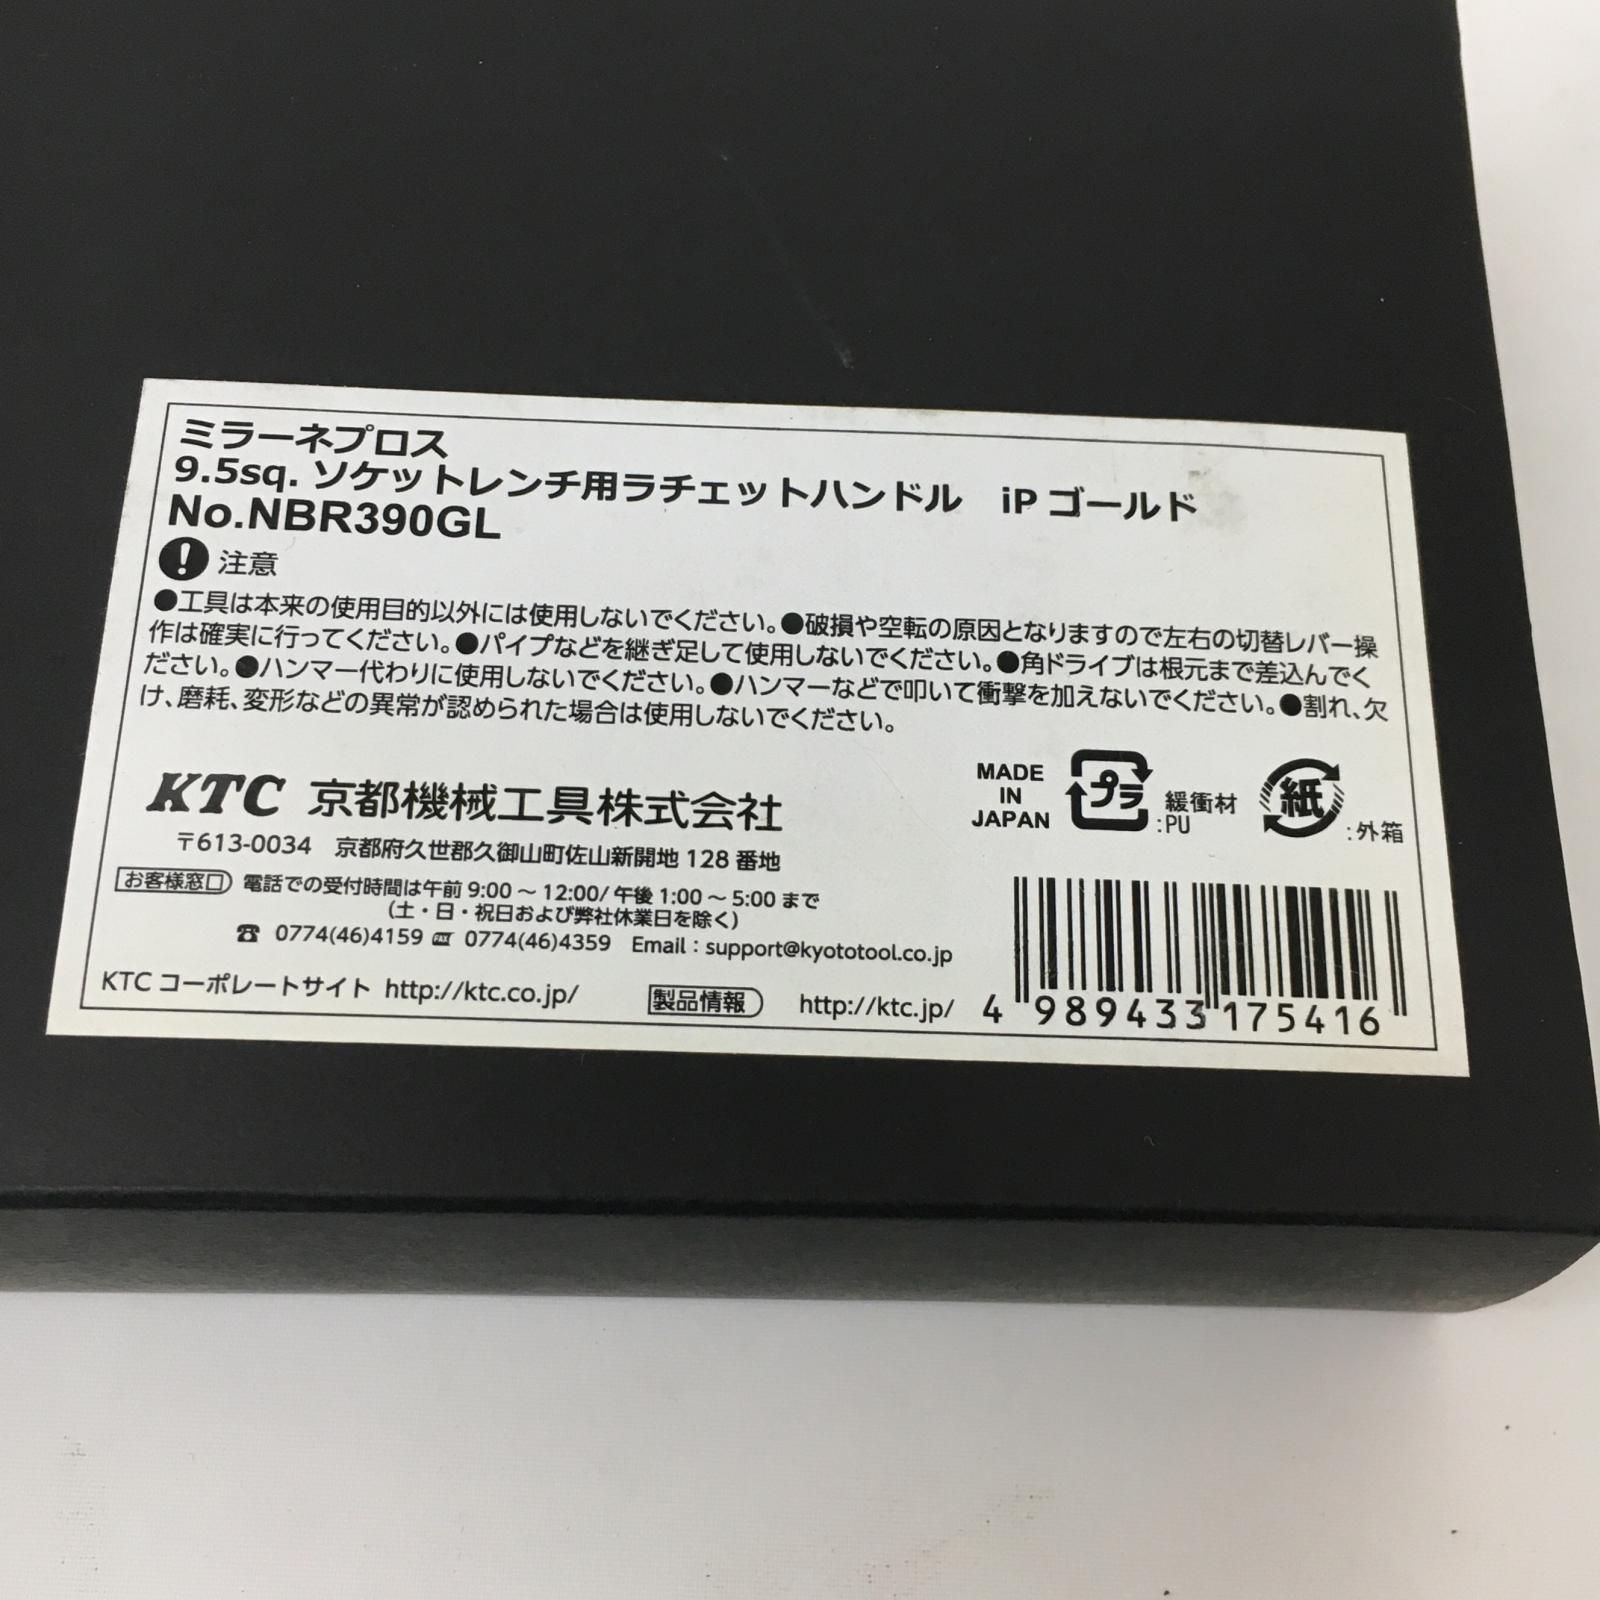 ミラーネプロス
9.5sq. ソケットレンチ用ラチェットハンドル　iP ゴールド
No.NBR390GL
! 注意
●工具は本来の使用目的以外には使用しないでください。●破損や空転の原因となりますので左右の切替レバー操
作は確実に行ってください。●パイプなどを継ぎ足して使用しないでください。●角ドライブは根元まで差込んでく
ださい。●ハンマー代わりに使用しないでください。●ハンマーなどで叩いて衝撃を加えないでください。●割れ、欠
け、磨耗、変形などの異常が認められた場合は使用しないでください。
KTC 京都機械工具株式会社
〒613-0034　京都府久世郡久御山町佐山新開地 128 番地
お客様窓口 電話での受付時間は午前 9:00 ～ 12:00/ 午後 1:00 ～ 5:00 まで
（土・日・祝日および弊社休業日を除く）
☎ 0774(46)4159 FAX 0774(46)4359　Email : support@kyototool.co.jp
KTC コーポレートサイト http://ktc.co.jp/　製品情報　http://ktc.jp/
MADE
IN
JAPAN
プラ
緩衝材
:PU
紙
:外箱
4 989433 175416